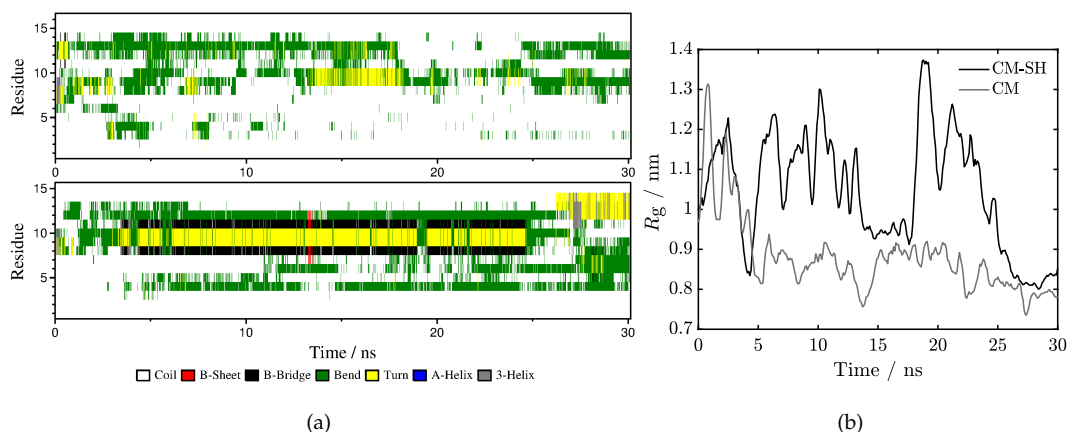 15
10
5
Residue
0
10
20
30
15
10
5
Residue
0
10
20
30
Time / ns
Coil B-Sheet B-Bridge Bend Turn A-Helix 3-Helix
(a)
1.4
1.3
1.2
1.1
1
0.9
0.8
0.7
Rg / nm
CM-SH
CM
0 5 10 15 20 25 30
Time / ns
(b)